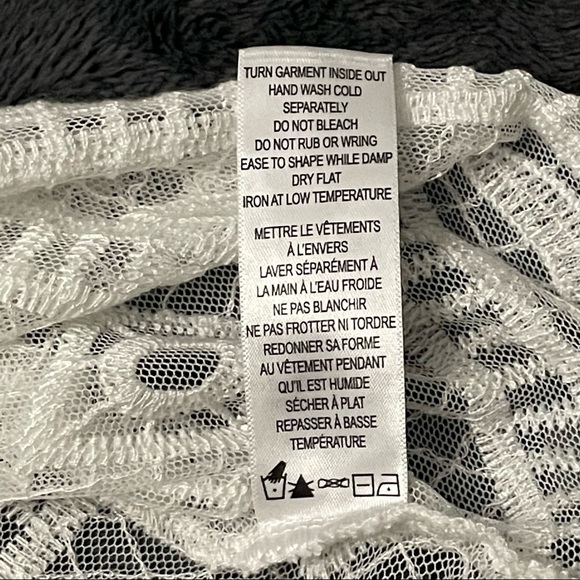 TURN GARMENT INSIDE OUT
HAND WASH COLD
SEPARATELY
DO NOT BLEACH
DO NOT RUB OR WRING
EASE TO SHAPE WHILE DAMP
DRY FLAT
IRON AT LOW TEMPERATURE
METTRE LE VÊTEMENTS
À L'ENVERS
LAVER SÉPARÉMENT À
LA MAIN À L'EAU FROIDE
NE PAS BLANCHIR
NE PAS FROTTER NI TORDRE
REDONNER SA FORME
AU VÊTEMENT PENDANT
QU'IL EST HUMIDE
SÉCHER À PLAT
REPASSER À BASSE
TEMPÉRATURE